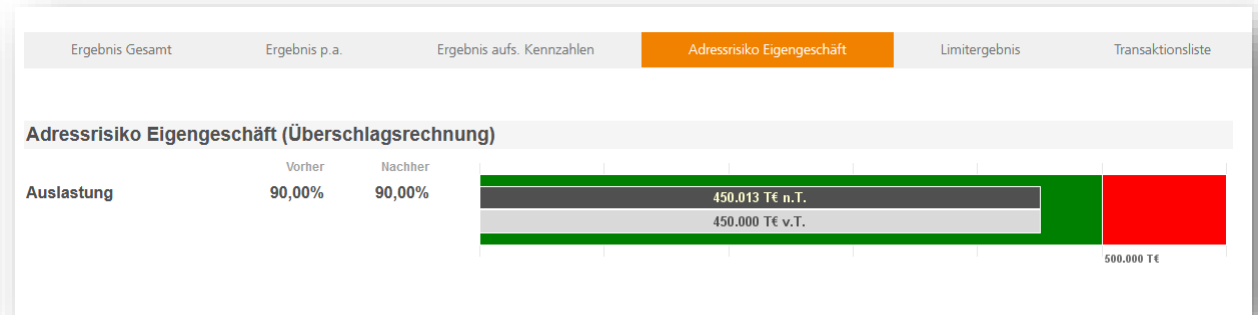 Ergebnis Gesamt Ergebnis p.a. Ergebnis aufs. Kennzahlen Adressrisiko Eigengeschäft Limitergebnis Transaktionsliste
Adressrisiko Eigengeschäft (Überschlagsrechnung)
Vorher Nachher
Auslastung 90,00% 90,00%
450.013 T€ n.T.
450.000 T€ v.T.
500.000 T€